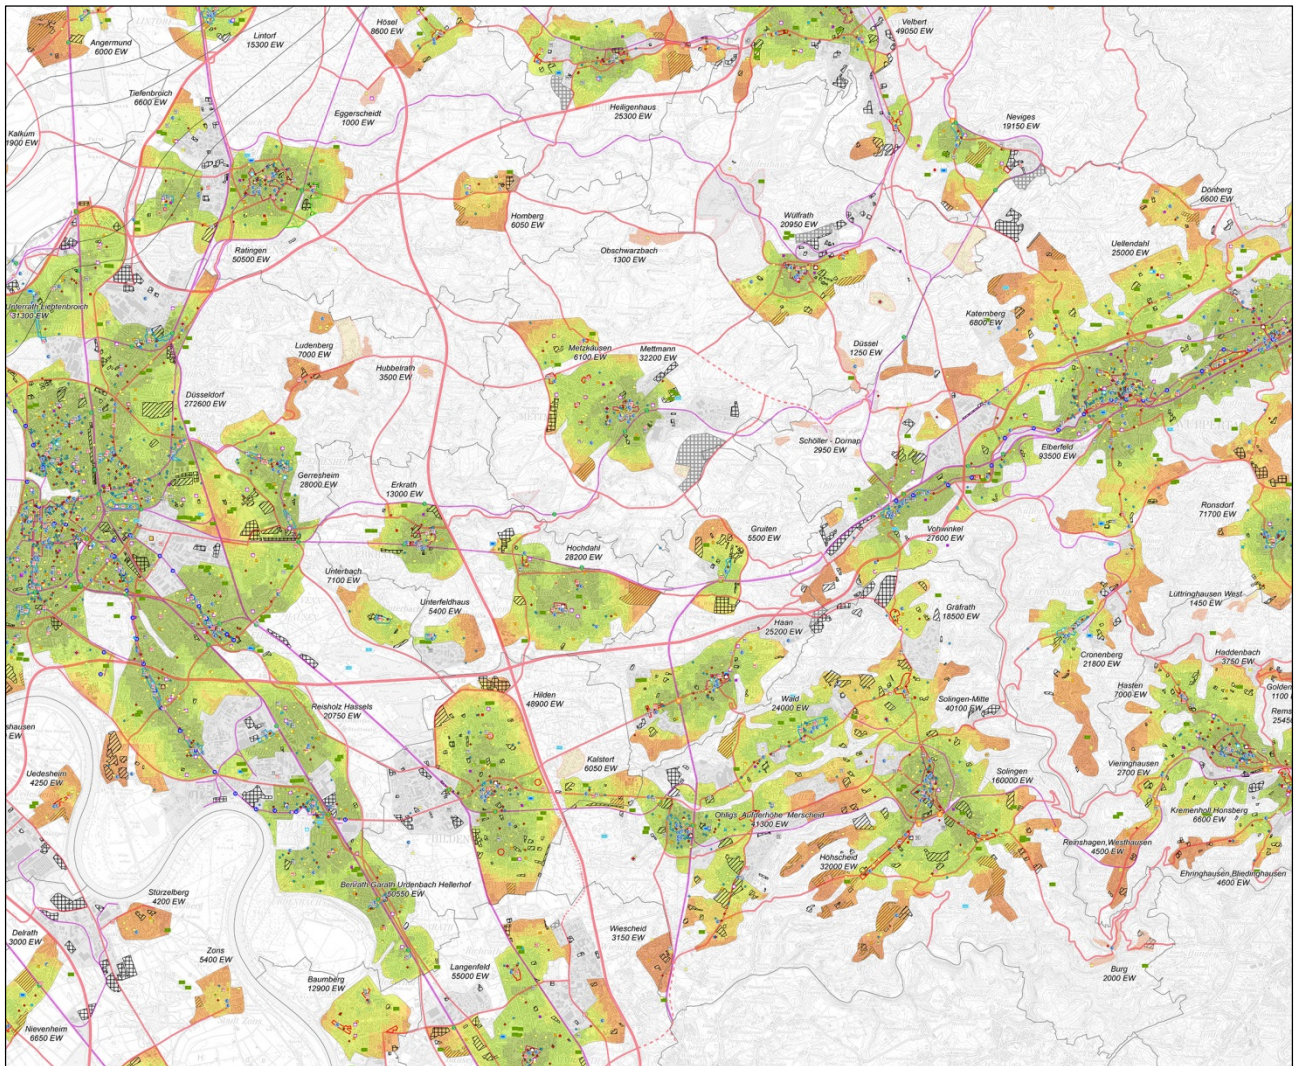 Angermund
6000 EW
Lintorf
15300 EW
Hösel
8600 EW
Velbert
49050 EW
Tiefenbroich
6600 EW
Eggerscheidt
1000 EW
Heiligenhaus
25300 EW
Neviges
19150 EW
Kalkum
1900 EW
Ratingen
50500 EW
Homberg
6050 EW
Obschwarzbach
1300 EW
Wülfrath
20950 EW
Dönberg
6600 EW
Uellendahl
25000 EW
31300 EW
Ludenberg
7000 EW
Hubbelrath
3500 EW
Metzkausen
6100 EW
Mettmann
32200 EW
Düssel
1250 EW
Katernberg
6800 EW
Düsseldorf
272600 EW
Schöller - Dornap
2950 EW
Elberfeld
93500 EW
Gerresheim
28000 EW
Erkrath
13000 EW
Ronsdorf
71700 EW
Hochdahl
28200 EW
Gruiten
5500 EW
Vohwinkel
27600 EW
Unterbach
7100 EW
Unterfeldhaus
5400 EW
Haan
25200 EW
Gräfrath
18500 EW
Lüttringhausen West
1450 EW
Cronenberg
21800 EW
Haddenbach
3750 EW
Hasten
7000 EW
Reisholz Hassels
20750 EW
Hilden
48900 EW
Wald
24000 EW
Solingen-Mitte
40100 EW
Uedesheim
4250 EW
Kalstert
6050 EW
Solingen
160000 EW
Vieringhausen
2700 EW
Ohligs Aufderhöhe Merscheid
41300 EW
Kremenholl Honsberg
6600 EW
Höhscheid
32000 EW
Reinshagen,Westhausen
4500 EW
Ehringhausen,Bliedinghausen
4600 EW
Benrath Garath Urdenbach Hellerhof
50550 EW
Stürzelberg
4200 EW
Delrath
3000 EW
Zons
5400 EW
Wiescheid
3150 EW
Langenfeld
55000 EW
Baumberg
12900 EW
Burg
2000 EW
Nievenheim
6650 EW